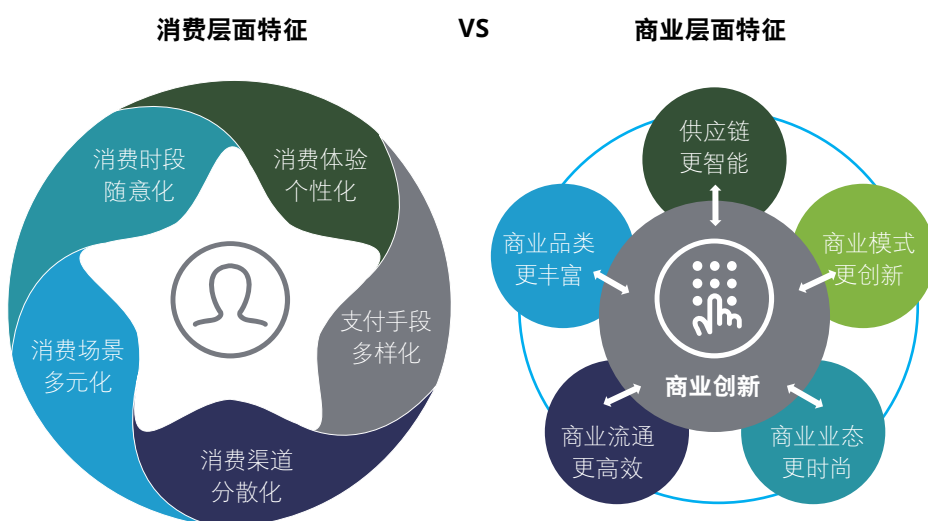 消费层面特征
VS
商业层面特征
消费时段
随意化
消费体验
个性化
支付手段
多样化
消费渠道
分散化
消费场景
多元化
供应链
更智能
商业模式
更创新
商业业态
更时尚
商业流通
更高效
商业品类
更丰富
商业创新